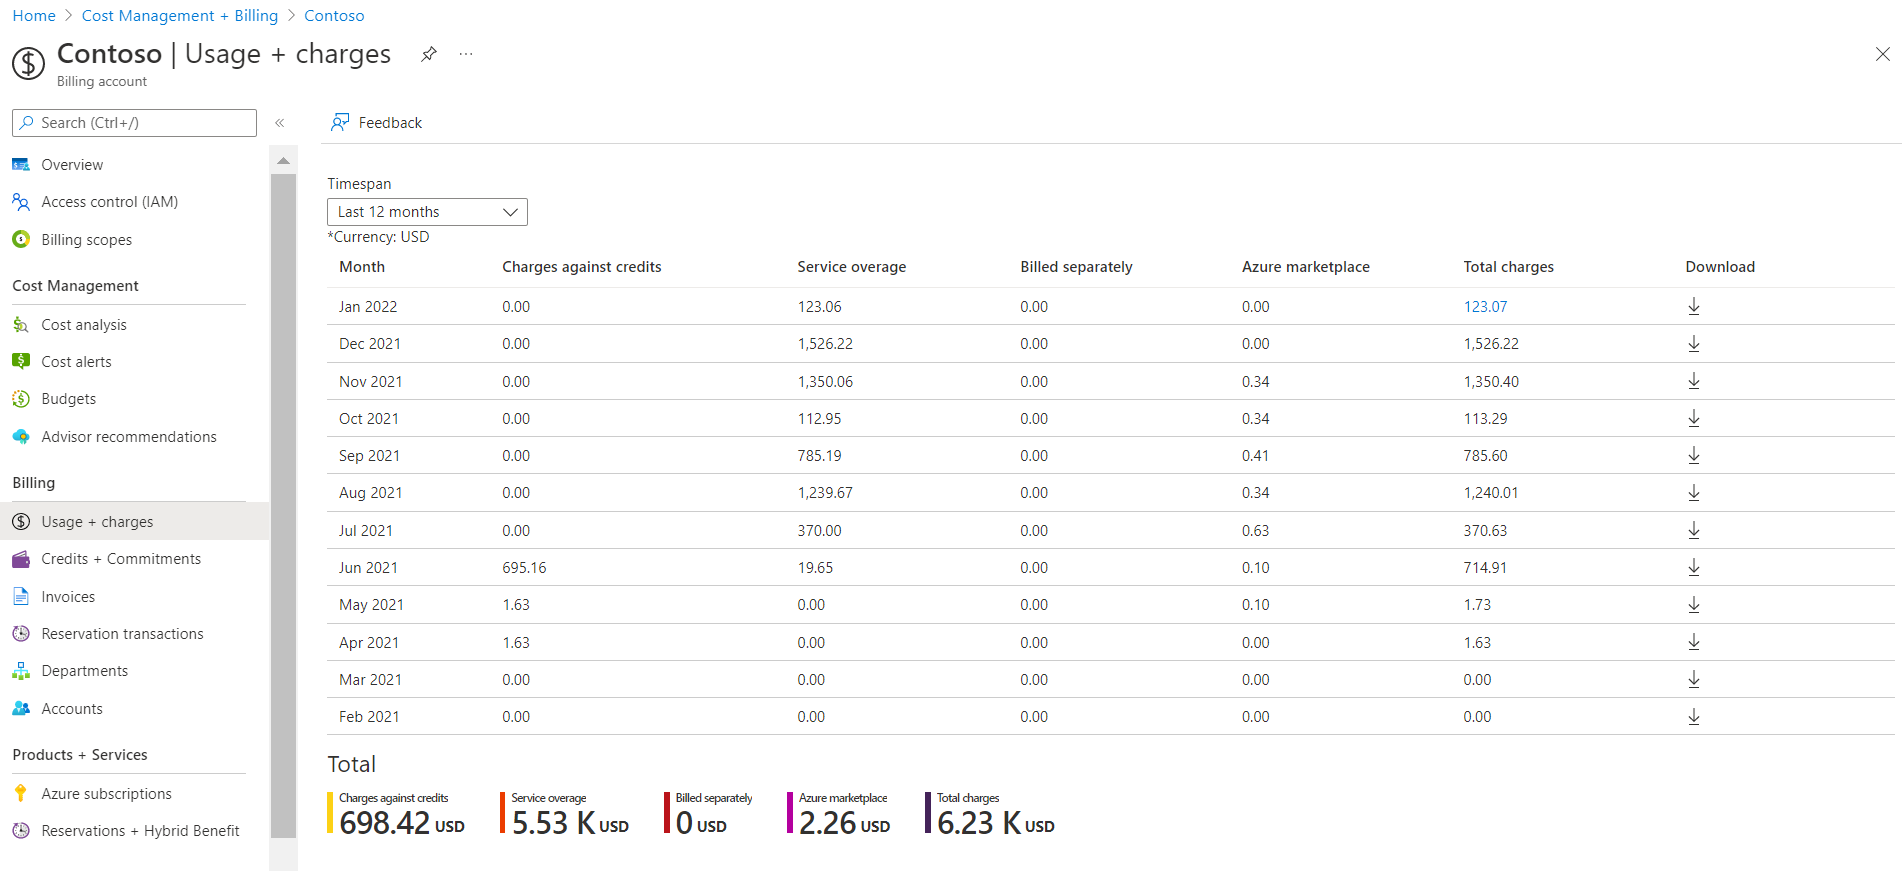 Home > Cost Management + Billing > Contoso
Contoso | Usage + charges ...
Billing account
Search (Ctrl+/) «
Feedback
Overview
Access control (IAM)
Billing scopes
Cost Management
Cost analysis
Cost alerts
Budgets
Advisor recommendations
Billing
Usage + charges
Credits + Commitments
Invoices
Reservation transactions
Departments
Accounts
Products + Services
Azure subscriptions
Reservations + Hybrid Benefit
Timespan
Last 12 months
*Currency: USD
Month Charges against credits Service overage Billed separately Azure marketplace Total charges Download
Jan 2022 0.00 123.06 0.00 0.00 123.07
Dec 2021 0.00 1,526.22 0.00 0.00 1,526.22
Nov 2021 0.00 1,350.06 0.00 0.34 1,350.40
Oct 2021 0.00 112.95 0.00 0.34 113.29
Sep 2021 0.00 785.19 0.00 0.41 785.60
Aug 2021 0.00 1,239.67 0.00 0.34 1,240.01
Jul 2021 0.00 370.00 0.00 0.63 370.63
Jun 2021 695.16 19.65 0.00 0.10 714.91
May 2021 1.63 0.00 0.00 0.10 1.73
Apr 2021 1.63 0.00 0.00 0.00 1.63
Mar 2021 0.00 0.00 0.00 0.00 0.00
Feb 2021 0.00 0.00 0.00 0.00 0.00
Total
Charges against credits Service overage Billed separately Azure marketplace Total charges
698.42 USD 5.53 K USD 0 USD 2.26 USD 6.23 K USD